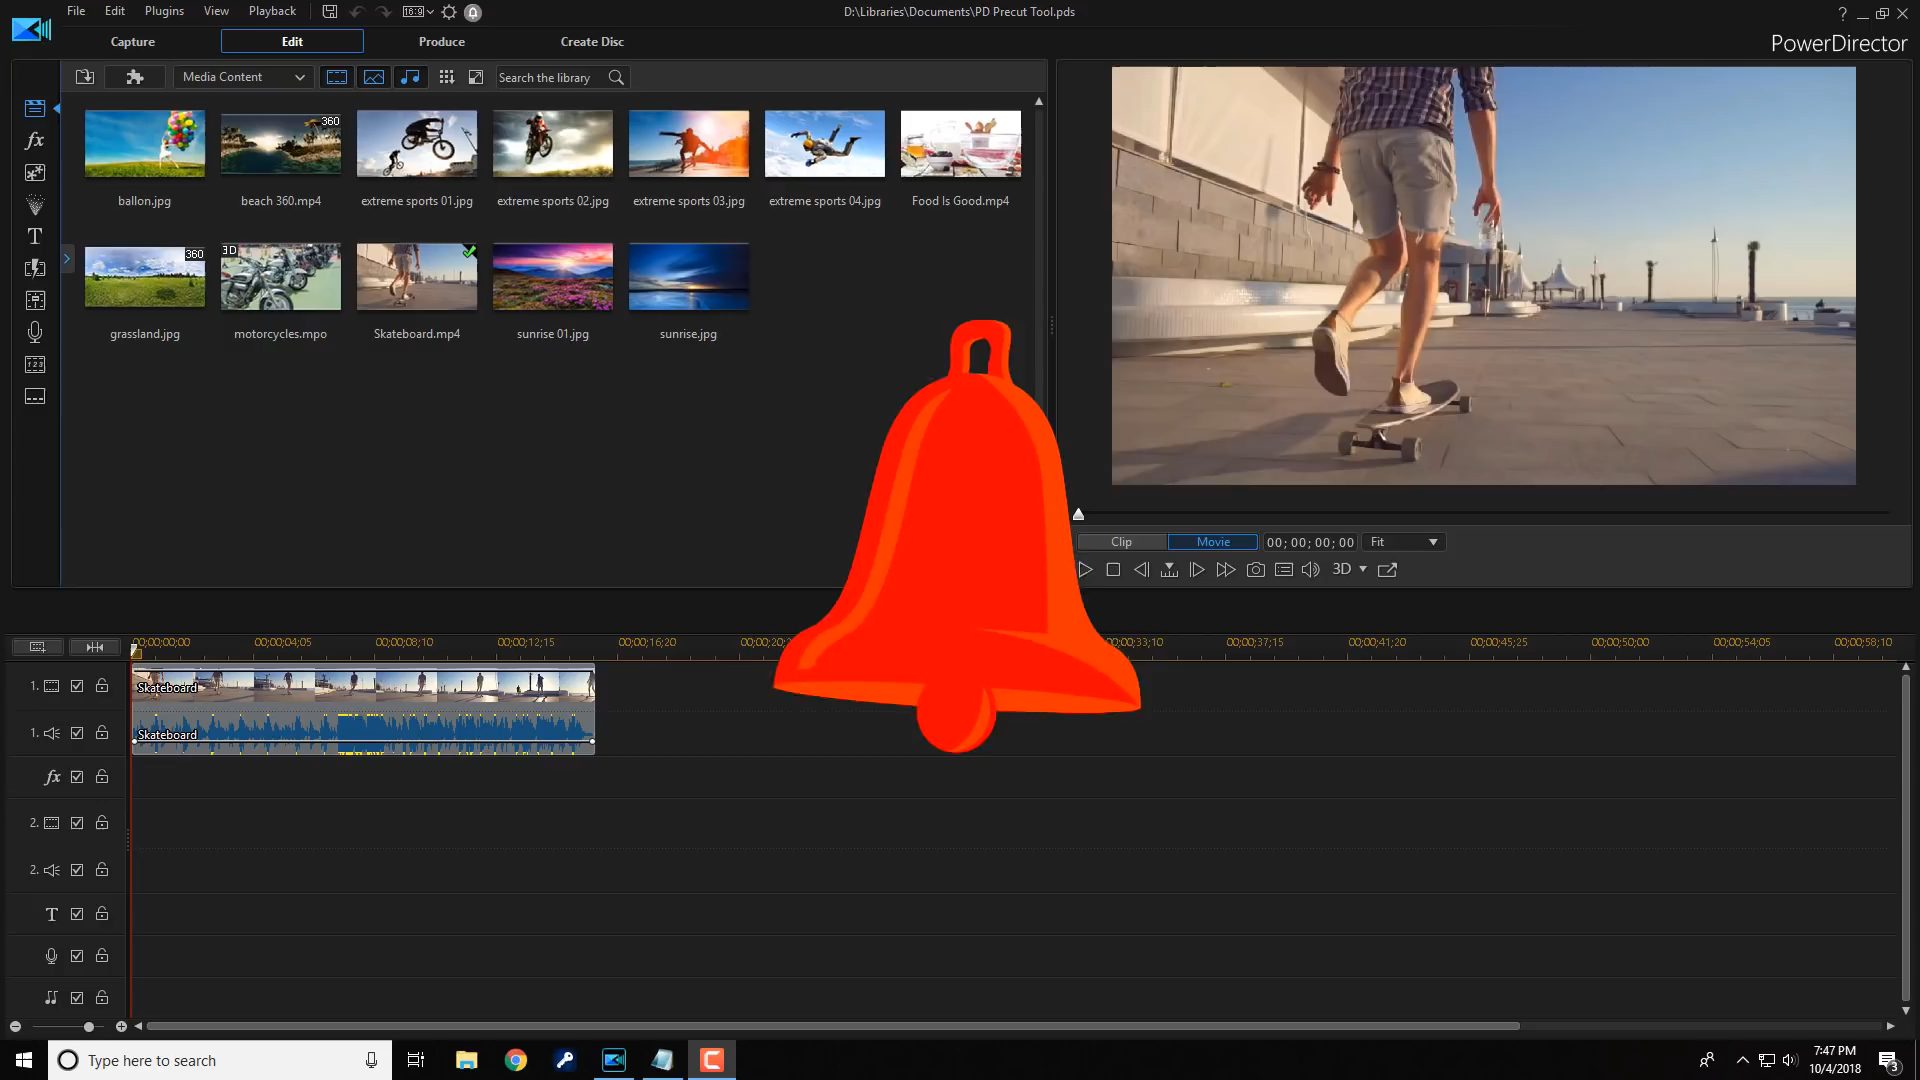 File Edit Plugins View Playback 16:9 D:\Libraries\Documents\PD Precut Tool.pds ?
Capture Edit Produce Create Disc PowerDirector
Media Content Search the library
360
ballon.jpg beach 360.mp4 extreme sports 01.jpg extreme sports 02.jpg extreme sports 03.jpg extreme sports 04.jpg Food Is Good.mp4
360 3D
grassland.jpg motorcycles.mpo Skateboard.mp4 sunrise 01.jpg sunrise.jpg
fx
T
Clip Movie 00; 00; 00; 00 Fit
3D
00;00;00;00 00;00;04;05 00;00;08;10 00;00;12;15 00;00;16;20 00;00;33;10 00;00;37;15 00;00;41;20 00;00;45;25 00;00;50;00 00;00;54;05 00;00;58;10
1. Skateboard
1. Skateboard
fx
2.
2.
T
Type here to search
7:47 PM
10/4/2018
3